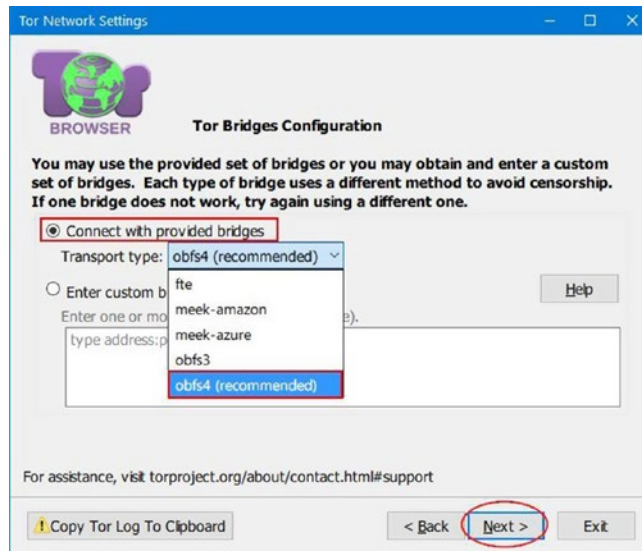 Tor Network Settings
Tor
BROWSER
Tor Bridges Configuration
You may use the provided set of bridges or you may obtain and enter a custom
set of bridges. Each type of bridge uses a different method to avoid censorship.
If one bridge does not work, try again using a different one.
Connect with provided bridges
Transport type: obfs4 (recommended)
fte
Enter custom b
Help
meek-amazon
Enter one or mo
e).
meek-azure
type address:p
obfs3
obfs4 (recommended)
For assistance, visit torproject.org/about/contact.html#support
Copy Tor Log To Clipboard
< Back
Next >
Exit